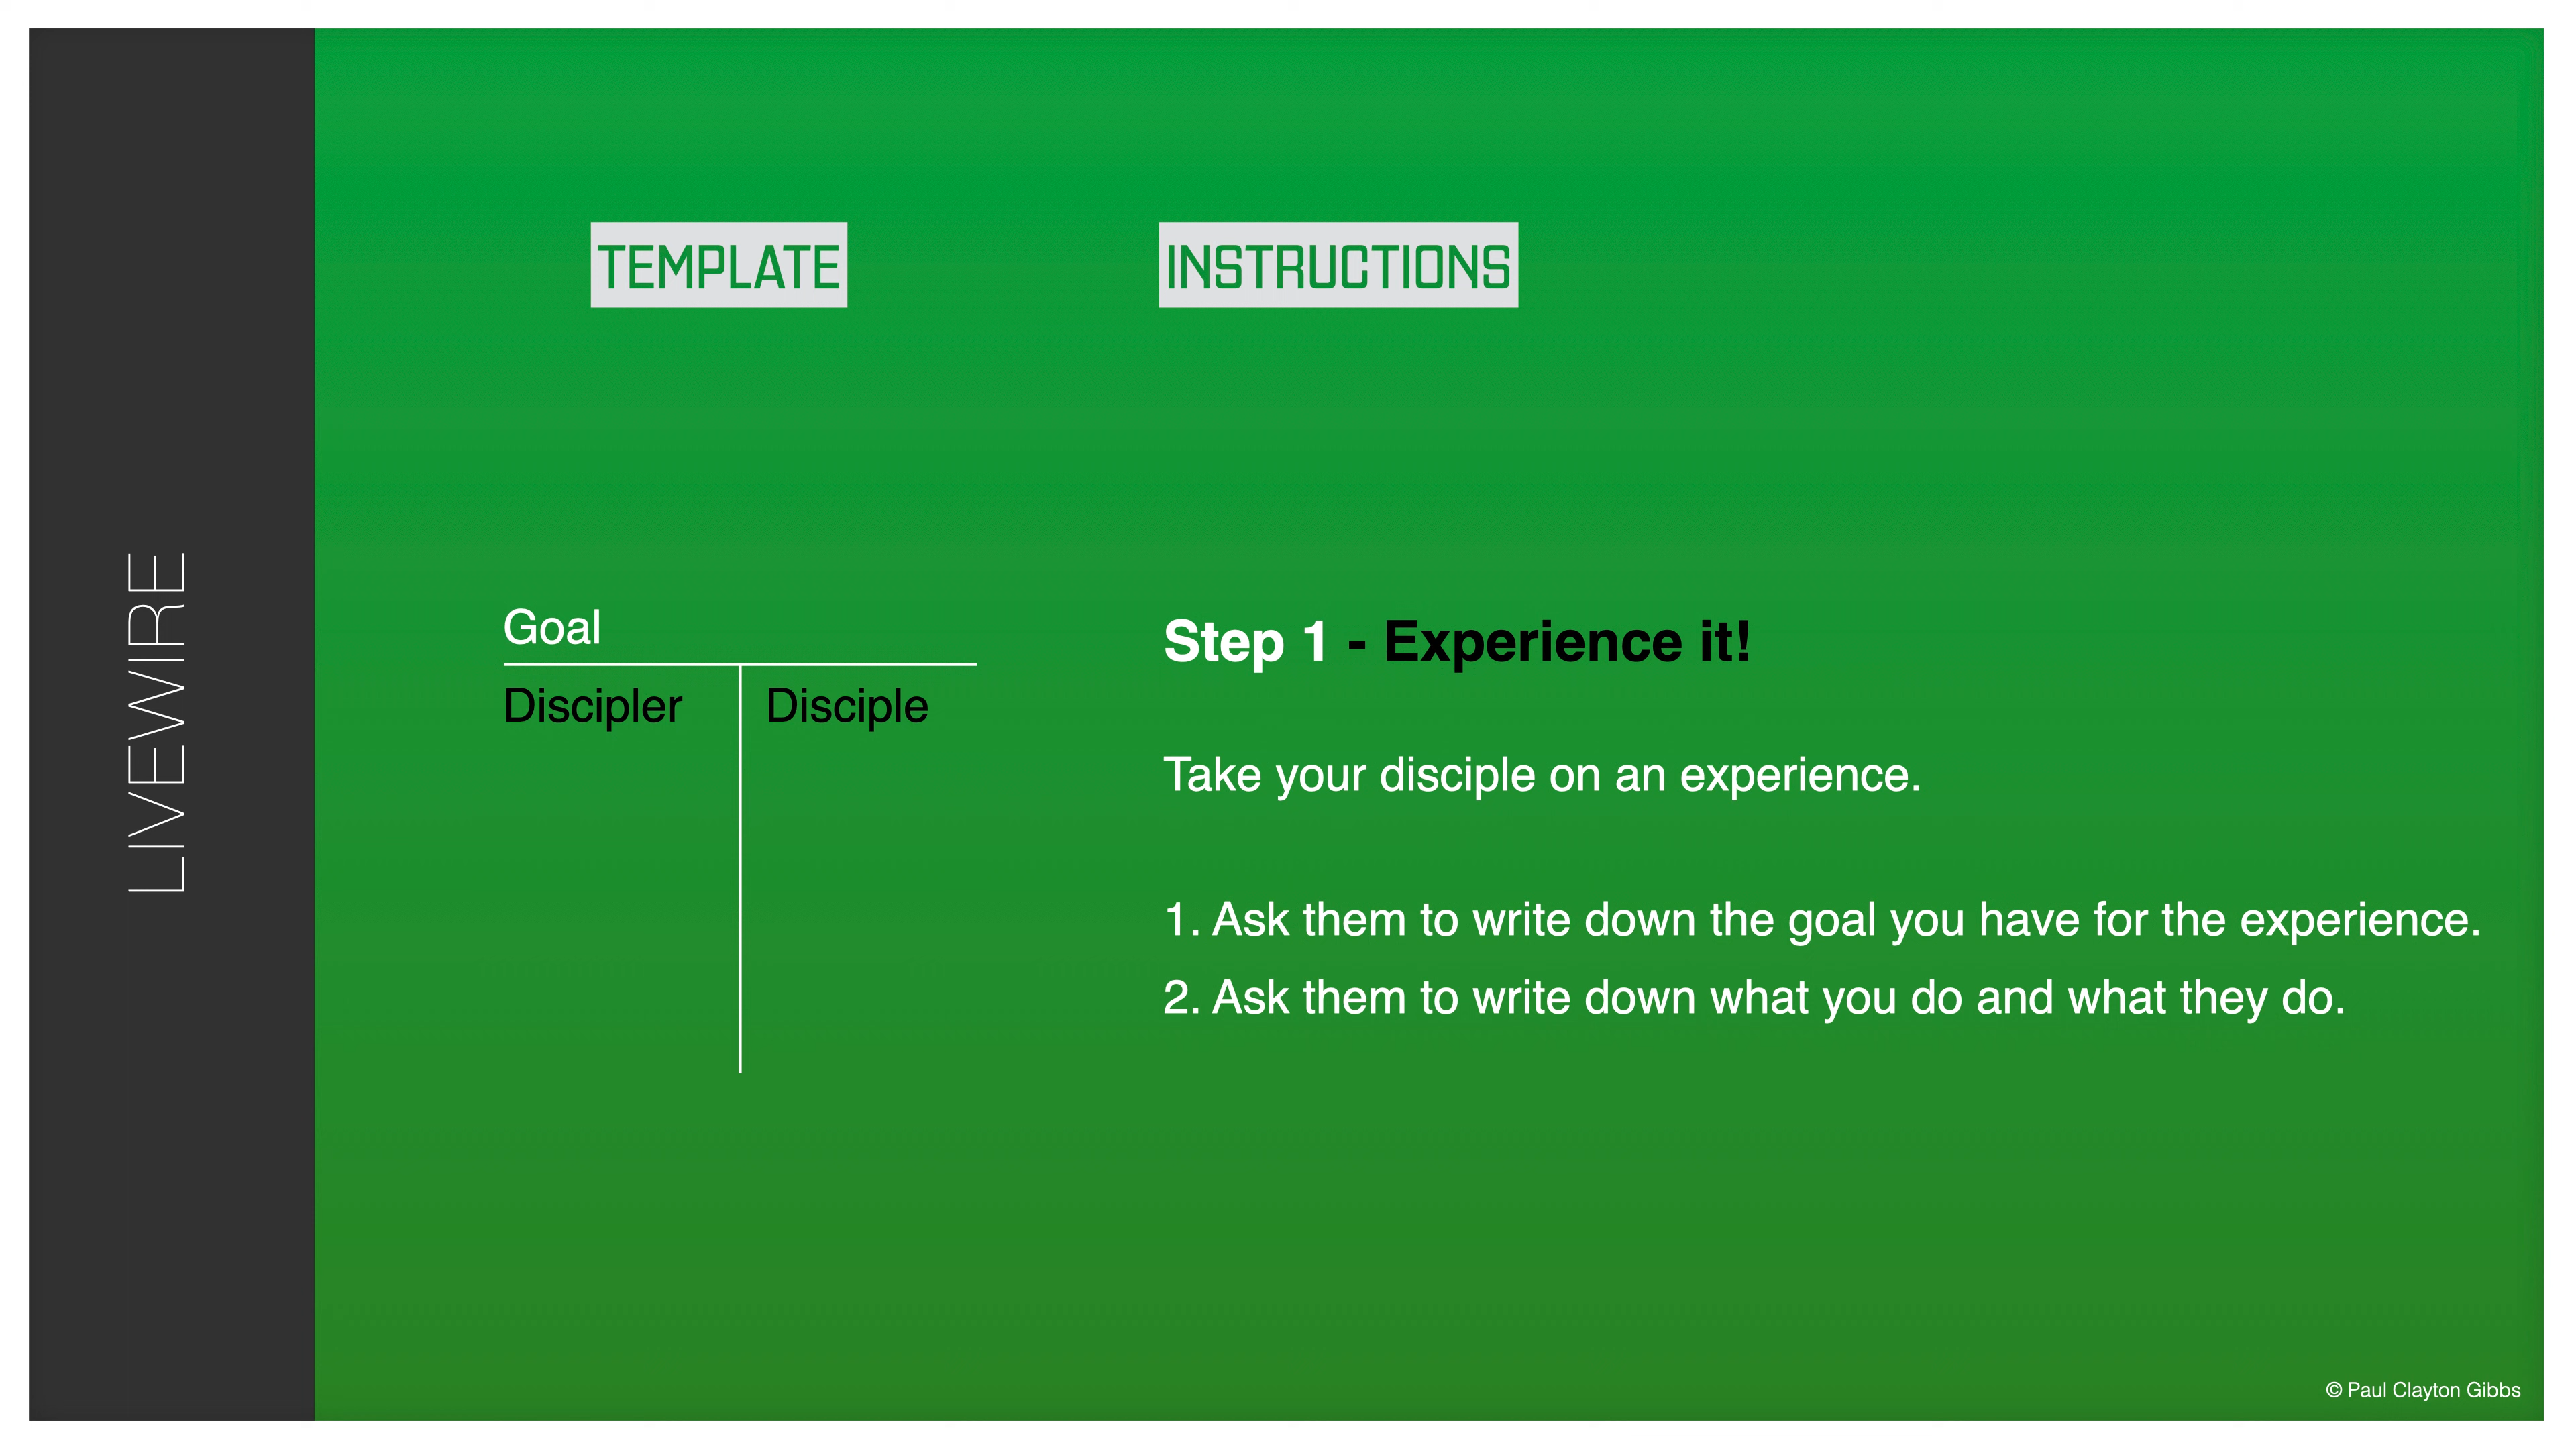 LIVEWIRE
TEMPLATE
Goal
Discipler
Disciple
INSTRUCTIONS
Step 1 - Experience it!
Take your disciple on an experience.
1. Ask them to write down the goal you have for the experience.
2. Ask them to write down what you do and what they do.
© Paul Clayton Gibbs